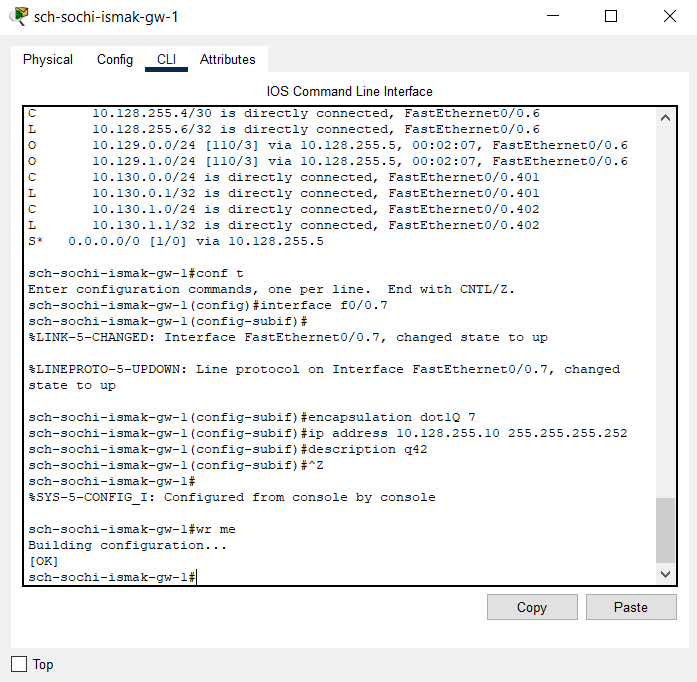 sch-sochi-ismak-gw-1
Physical Config CLI Attributes
IOS Command Line Interface
C 10.128.255.4/30 is directly connected, FastEthernet0/0.6
L 10.128.255.6/32 is directly connected, FastEthernet0/0.6
O 10.129.0.0/24 [110/3] via 10.128.255.5, 00:02:07, FastEthernet0/0.6
O 10.129.1.0/24 [110/3] via 10.128.255.5, 00:02:07, FastEthernet0/0.6
C 10.130.0.0/24 is directly connected, FastEthernet0/0.401
L 10.130.0.1/32 is directly connected, FastEthernet0/0.401
C 10.130.1.0/24 is directly connected, FastEthernet0/0.402
L 10.130.1.1/32 is directly connected, FastEthernet0/0.402
S* 0.0.0.0/0 [1/0] via 10.128.255.5
sch-sochi-ismak-gw-1#conf t
Enter configuration commands, one per line. End with CNTL/Z.
sch-sochi-ismak-gw-1(config)#interface f0/0.7
sch-sochi-ismak-gw-1(config-subif)#
%LINK-5-CHANGED: Interface FastEthernet0/0.7, changed state to up
%LINEPROTO-5-UPDOWN: Line protocol on Interface FastEthernet0/0.7, changed
state to up
sch-sochi-ismak-gw-1(config-subif)#encapsulation dot1Q 7
sch-sochi-ismak-gw-1(config-subif)#ip address 10.128.255.10 255.255.255.252
sch-sochi-ismak-gw-1(config-subif)#description q42
sch-sochi-ismak-gw-1(config-subif)#^Z
sch-sochi-ismak-gw-1#
%SYS-5-CONFIG_I: Configured from console by console
sch-sochi-ismak-gw-1#wr me
Building configuration...
[OK]
sch-sochi-ismak-gw-1#
Copy Paste
Top